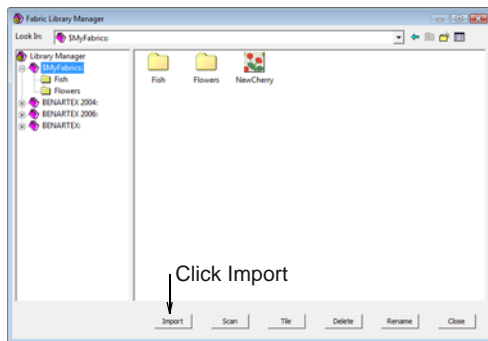 Fabric Library Manager
Look In: $MyFabrics:
Library Manager
$MyFabrics:
Fish
Flowers
BENARTEX 2004:
BENARTEX 2006:
BENARTEX:
Fish Flowers NewCherry
Click Import
Import Scan Tile Delete Rename Close